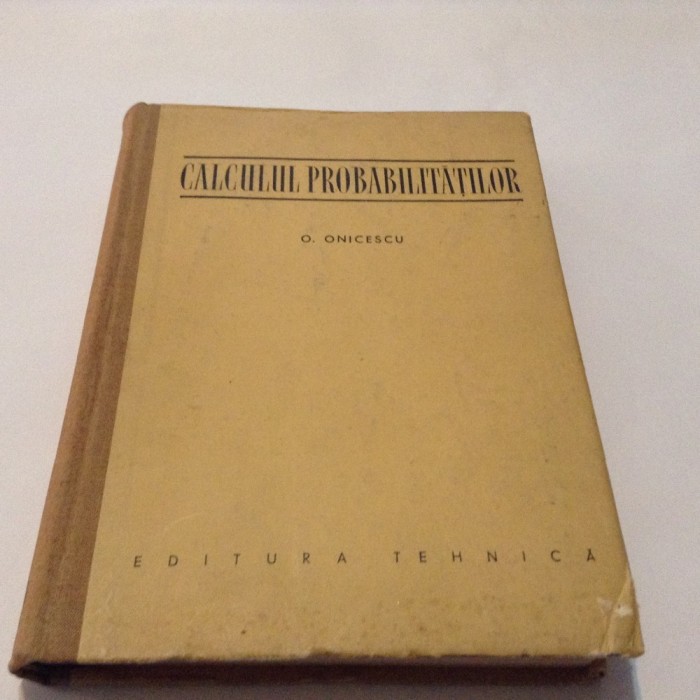 CALCULUL PROBABILITĂȚILOR
O. ONICESCU
EDITURA TEHNICĂ